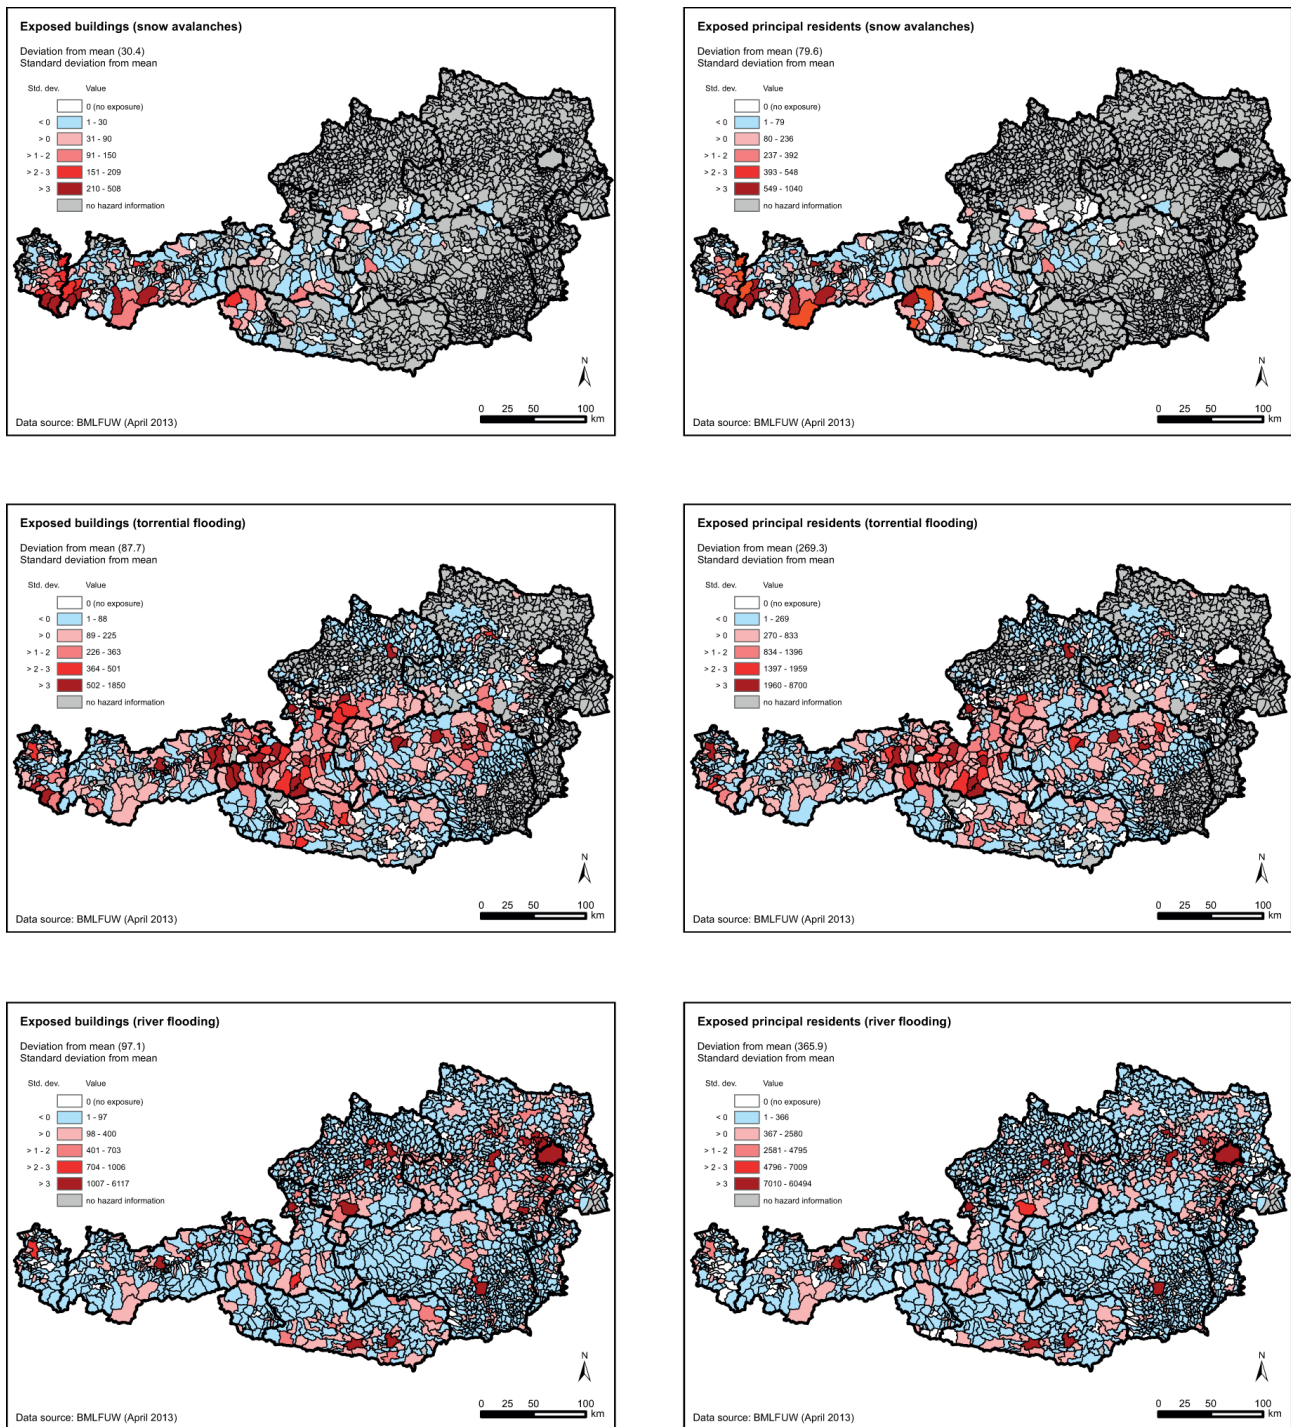 Exposed buildings (snow avalanches)
Deviation from mean (30.4)
Standard deviation from mean
Std. dev. Value
0 (no exposure)
< 0 1 - 30
> 0 31 - 90
> 1 - 2 91 - 150
> 2 - 3 151 - 209
> 3 210 - 508
no hazard information
N
0 25 50 100
km
Data source: BMLFUW (April 2013)
Exposed principal residents (snow avalanches)
Deviation from mean (79.6)
Standard deviation from mean
Std. dev. Value
0 (no exposure)
< 0 1 - 79
> 0 80 - 236
> 1 - 2 237 - 392
> 2 - 3 393 - 548
> 3 549 - 1040
no hazard information
N
0 25 50 100
km
Data source: BMLFUW (April 2013)
Exposed buildings (torrential flooding)
Deviation from mean (87.7)
Standard deviation from mean
Std. dev. Value
0 (no exposure)
< 0 1 - 88
> 0 89 - 225
> 1 - 2 226 - 363
> 2 - 3 364 - 501
> 3 502 - 1850
no hazard information
N
0 25 50 100
km
Data source: BMLFUW (April 2013)
Exposed principal residents (torrential flooding)
Deviation from mean (269.3)
Standard deviation from mean
Std. dev. Value
0 (no exposure)
< 0 1 - 269
> 0 270 - 833
> 1 - 2 834 - 1396
> 2 - 3 1397 - 1959
> 3 1960 - 8700
no hazard information
N
0 25 50 100
km
Data source: BMLFUW (April 2013)
Exposed buildings (river flooding)
Deviation from mean (97.1)
Standard deviation from mean
Std. dev. Value
0 (no exposure)
< 0 1 - 97
> 0 98 - 400
> 1 - 2 401 - 703
> 2 - 3 704 - 1006
> 3 1007 - 6117
no hazard information
N
0 25 50 100
km
Data source: BMLFUW (April 2013)
Exposed principal residents (river flooding)
Deviation from mean (365.9)
Standard deviation from mean
Std. dev. Value
0 (no exposure)
< 0 1 - 366
> 0 367 - 2580
> 1 - 2 2581 - 4795
> 2 - 3 4796 - 7009
> 3 7010 - 60494
no hazard information
N
0 25 50 100
km
Data source: BMLFUW (April 2013)